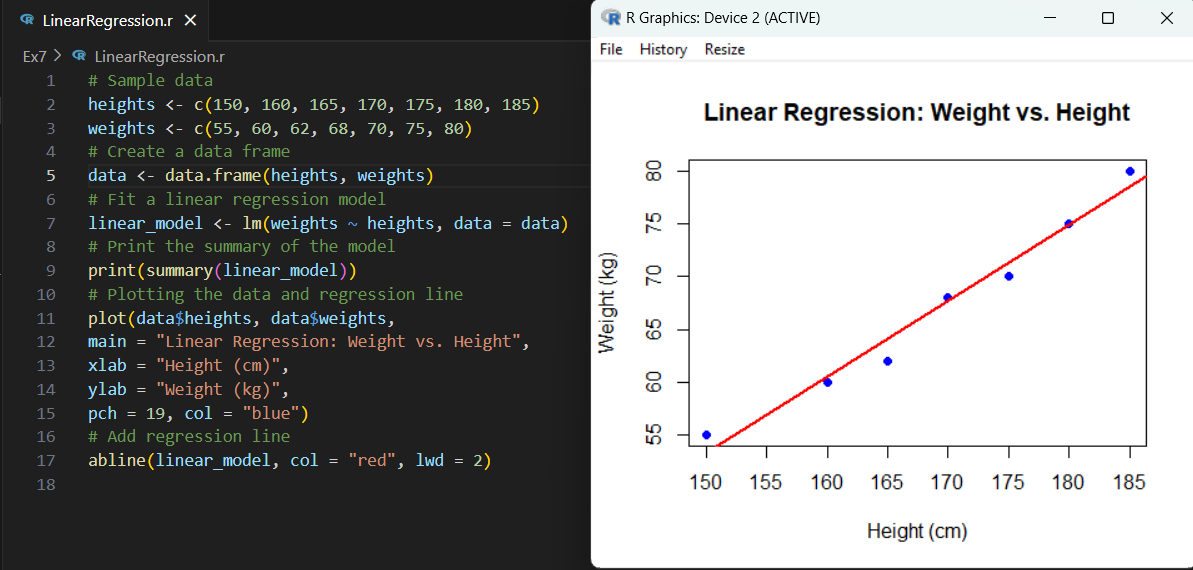 LinearRegression.r
Ex7 > LinearRegression.r
1 # Sample data
2 heights <- c(150, 160, 165, 170, 175, 180, 185)
3 weights <- c(55, 60, 62, 68, 70, 75, 80)
4 # Create a data frame
5 data <- data.frame(heights, weights)
6 # Fit a linear regression model
7 linear_model <- lm(weights ~ heights, data = data)
8 # Print the summary of the model
9 print(summary(linear_model))
10 # Plotting the data and regression line
11 plot(data$heights, data$weights,
12 main = "Linear Regression: Weight vs. Height",
13 xlab = "Height (cm)",
14 ylab = "Weight (kg)",
15 pch = 19, col = "blue")
16 # Add regression line
17 abline(linear_model, col = "red", lwd = 2)
18
R Graphics: Device 2 (ACTIVE)
File History Resize
Linear Regression: Weight vs. Height
Weight (kg)
80
75
70
65
60
55
150 155 160 165 170 175 180 185
Height (cm)